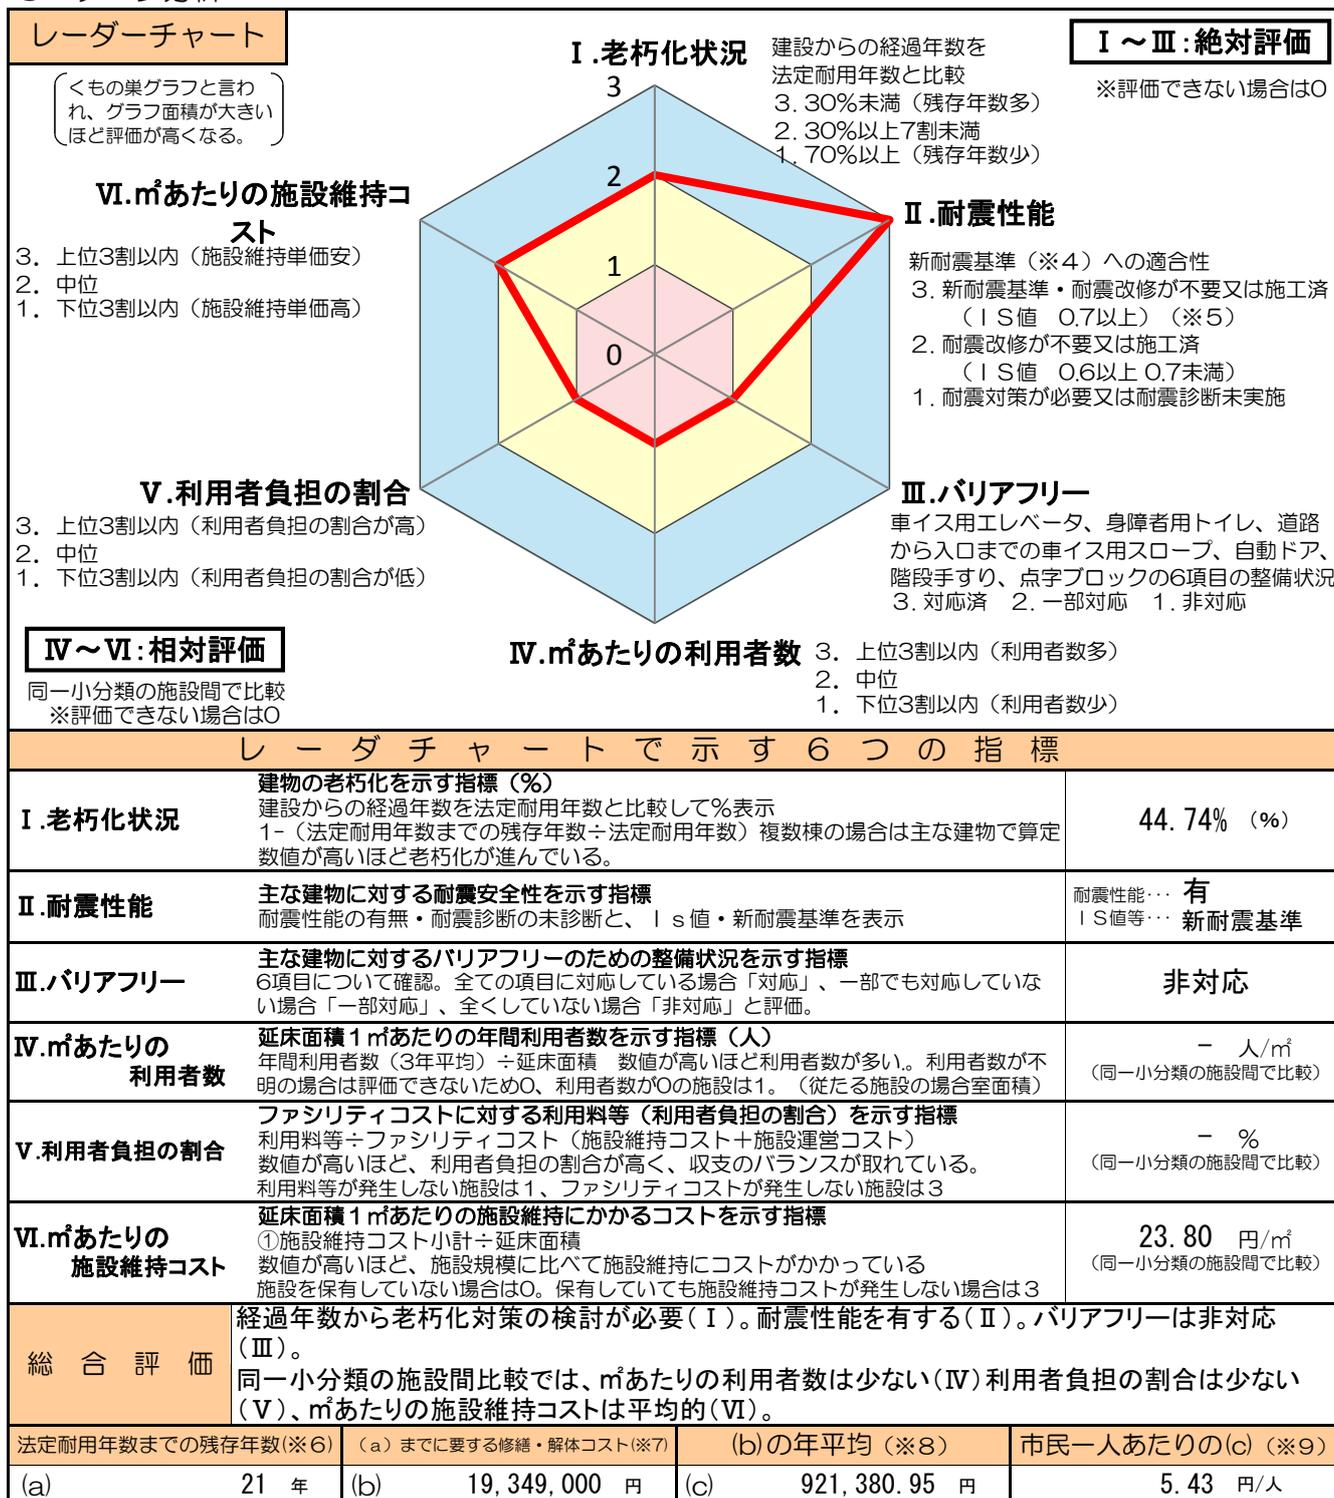 レーダーチャート
くもの巣グラフと言わ
れ、グラフ面積が大きい
ほど評価が高くなる。
Ⅰ.老朽化状況
建設からの経過年数を
法定耐用年数と比較
3. 30%未満（残存年数多）
2. 30%以上7割未満
1. 70%以上（残存年数少）
Ⅰ～Ⅲ:絶対評価
※評価できない場合は0
3
2
1
0
Ⅵ.㎡あたりの施設維持コ
スト
3. 上位3割以内（施設維持単価安）
2. 中位
1. 下位3割以内（施設維持単価高）
Ⅱ.耐震性能
新耐震基準（※4）への適合性
3. 新耐震基準・耐震改修が不要又は施工済
（ＩＳ値 0.7以上）（※5）
2. 耐震改修が不要又は施工済
（ＩＳ値 0.6以上 0.7未満）
1. 耐震対策が必要又は耐震診断未実施
Ⅴ.利用者負担の割合
3. 上位3割以内（利用者負担の割合が高）
2. 中位
1. 下位3割以内（利用者負担の割合が低）
Ⅲ.バリアフリー
車イス用エレベータ、身障者用トイレ、道路
から入口までの車イス用スロープ、自動ドア、
階段手すり、点字ブロックの6項目の整備状況
3. 対応済 2. 一部対応 1. 非対応
Ⅳ～Ⅵ:相対評価
同一小分類の施設間で比較
※評価できない場合は0
Ⅳ.㎡あたりの利用者数
3. 上位3割以内（利用者数多）
2. 中位
1. 下位3割以内（利用者数少）
レーダチャートで示す6つの指標
Ⅰ.老朽化状況
建物の老朽化を示す指標（%）
建設からの経過年数を法定耐用年数と比較して%表示
1-（法定耐用年数までの残存年数÷法定耐用年数）複数棟の場合は主な建物で算定
数値が高いほど老朽化が進んでいる。
44.74% （%）
Ⅱ.耐震性能
主な建物に対する耐震安全性を示す指標
耐震性能の有無・耐震診断の未診断と、Ｉｓ値・新耐震基準を表示
耐震性能･･･ 有
ＩＳ値等･･･ 新耐震基準
Ⅲ.バリアフリー
主な建物に対するバリアフリーのための整備状況を示す指標
6項目について確認。全ての項目に対応している場合「対応」、一部でも対応していな
い場合「一部対応」、全くしていない場合「非対応」と評価。
非対応
Ⅳ.㎡あたりの
利用者数
延床面積１㎡あたりの年間利用者数を示す指標（人）
年間利用者数（3年平均）÷延床面積 数値が高いほど利用者数が多い。利用者数が不
明の場合は評価できないため0、利用者数が0の施設は1。（従たる施設の場合室面積）
－ 人/㎡
（同一小分類の施設間で比較）
Ⅴ.利用者負担の割合
ファシリティコストに対する利用料等（利用者負担の割合）を示す指標
利用料等÷ファシリティコスト（施設維持コスト＋施設運営コスト）
数値が高いほど、利用者負担の割合が高く、収支のバランスが取れている。
利用料等が発生しない施設は１、ファシリティコストが発生しない施設は３
－ %
（同一小分類の施設間で比較）
Ⅵ.㎡あたりの
施設維持コスト
延床面積１㎡あたりの施設維持にかかるコストを示す指標
①施設維持コスト小計÷延床面積
数値が高いほど、施設規模に比べて施設維持にコストがかかっている
施設を保有していない場合は0。保有していても施設維持コストが発生しない場合は３
23.80 円/㎡
（同一小分類の施設間で比較）
総合評価
経過年数から老朽化対策の検討が必要(Ⅰ)。耐震性能を有する(Ⅱ)。バリアフリーは非対応
(Ⅲ)。
同一小分類の施設間比較では、㎡あたりの利用者数は少ない(Ⅳ)利用者負担の割合は少ない
(Ⅴ)、㎡あたりの施設維持コストは平均的(Ⅵ)。
法定耐用年数までの残存年数(※6)
（a）までに要する修繕・解体コスト(※7)
(b)の年平均（※8）
市民一人あたりの(c)（※9）
(a) 21 年
(b) 19,349,000 円
(c) 921,380.95 円
5.43 円/人